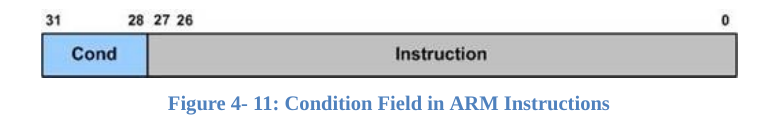 31 28 27 26 0
Cond Instruction
Figure 4- 11: Condition Field in ARM Instructions